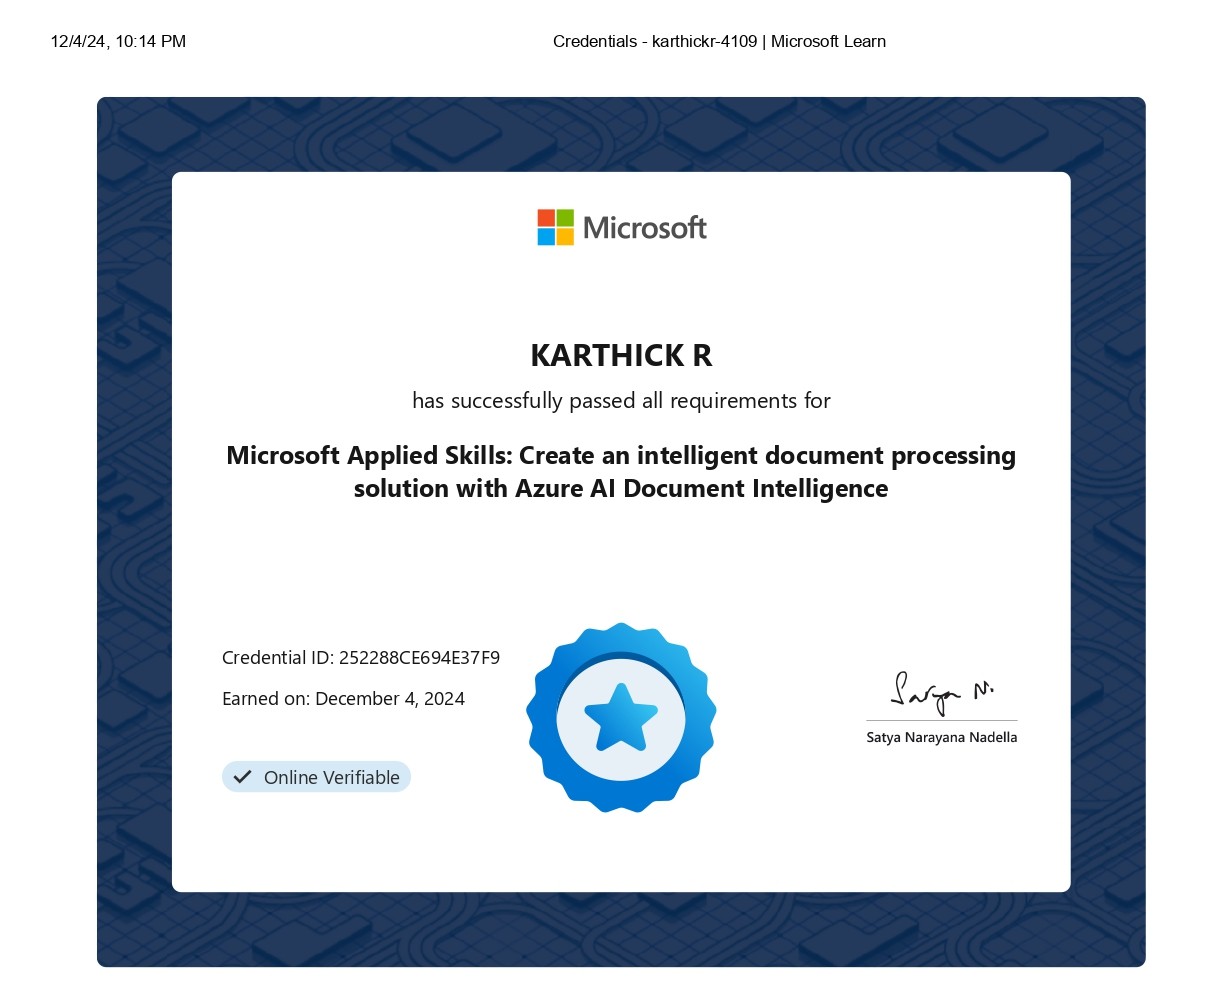 12/4/24, 10:14 PM
Credentials - karthickr-4109 | Microsoft Learn
Microsoft
KARTHICK R
has successfully passed all requirements for
Microsoft Applied Skills: Create an intelligent document processing
solution with Azure AI Document Intelligence
Credential ID: 252288CE694E37F9
Earned on: December 4, 2024
Online Verifiable
Satya N.
Satya Narayana Nadella